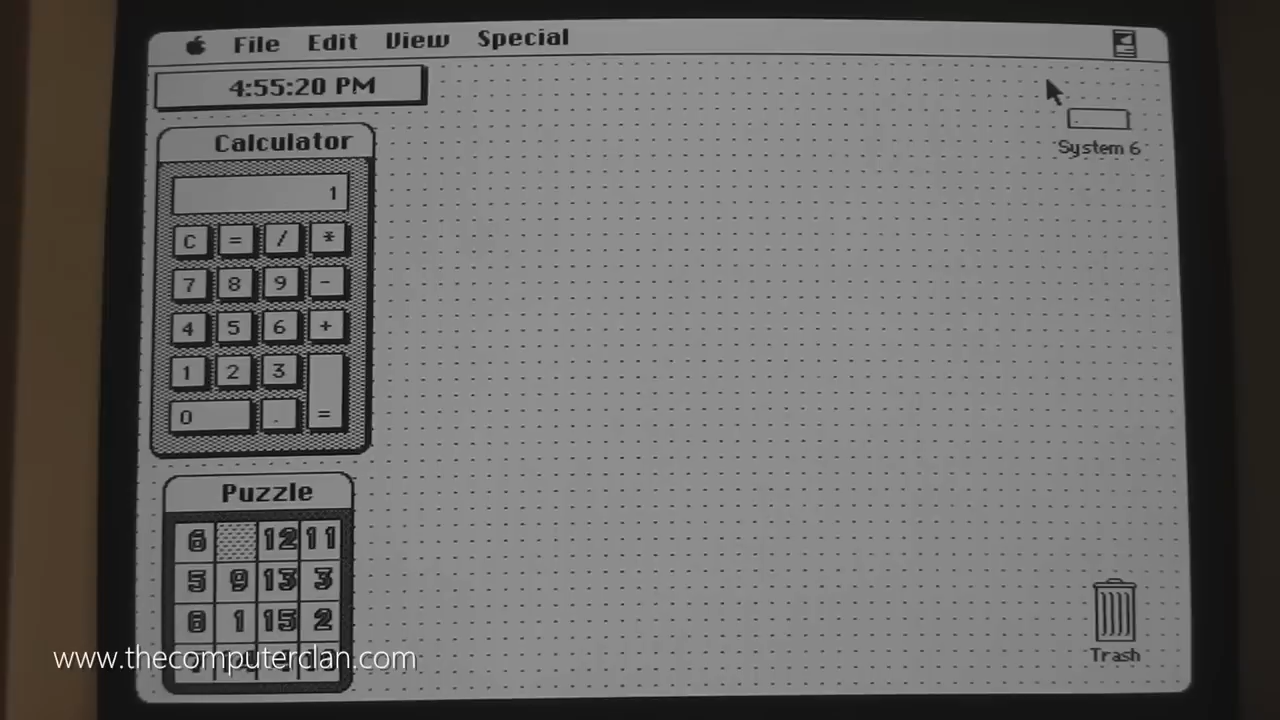 File Edit View Special
4:55:20 PM
System 6
Calculator
1
C = / *
7 8 9 -
4 5 6 +
1 2 3
0 . =
Puzzle
6 12 11
5 9 13 3
1 15 2
www.thecomputerclan.com
Trash